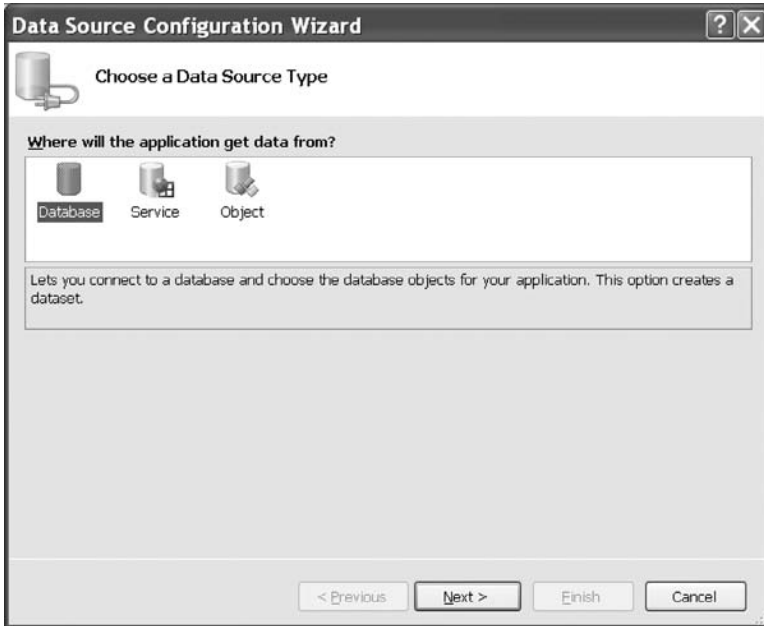 Data Source Configuration Wizard
Choose a Data Source Type
Where will the application get data from?
Database Service Object
Lets you connect to a database and choose the database objects for your application. This option creates a
dataset.
< Previous Next > Finish Cancel